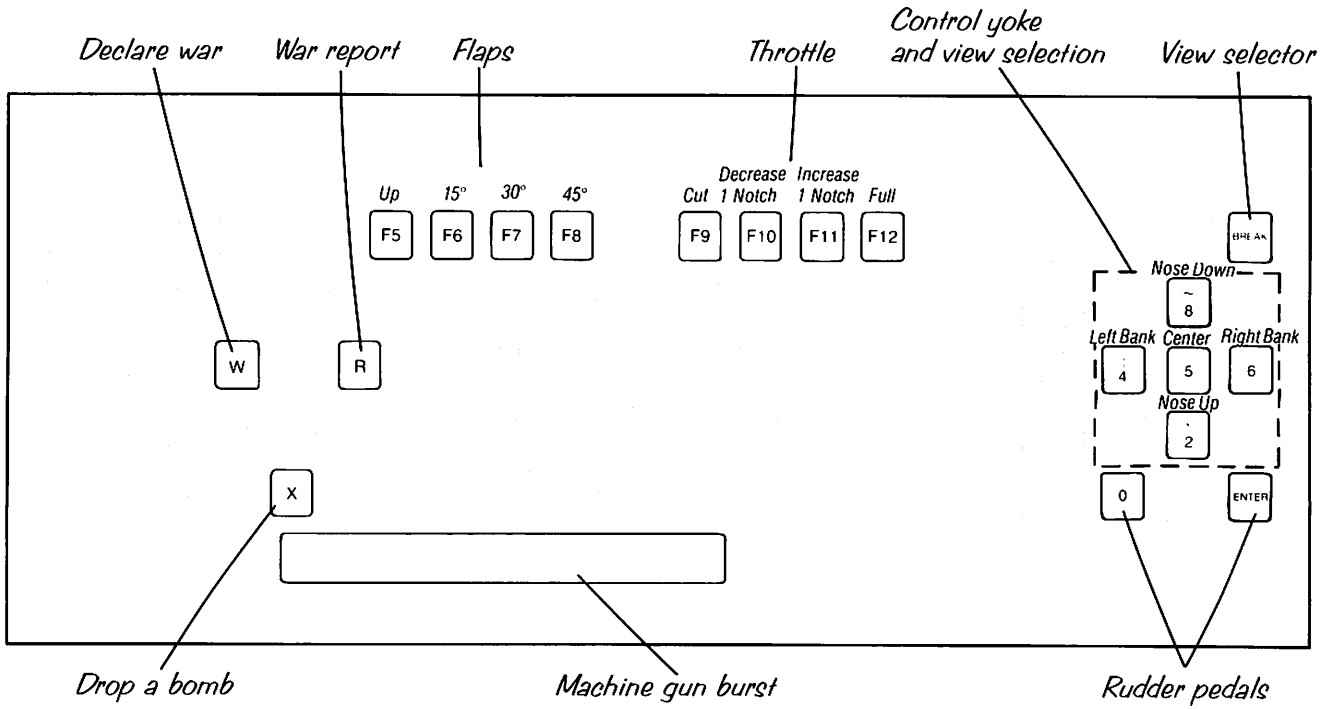 Declare war
War report
Flaps
Throttle
Control yoke
and view selection
View selector
Up
15°
30°
45°
Cut
Decrease
1 Notch
Increase
1 Notch
Full
F5
F6
F7
F8
F9
F10
F11
F12
BREAK
Nose Down
8
W
R
Left Bank
Center
Right Bank
4
5
6
Nose Up
2
X
0
ENTER
Drop a bomb
Machine gun burst
Rudder pedals